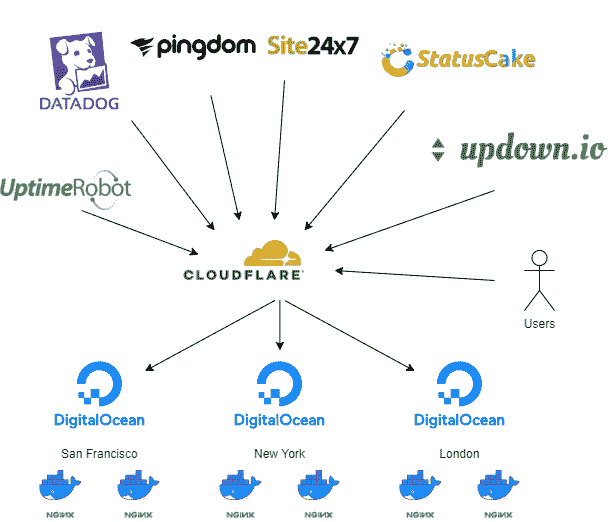 pingdom Site24x7
StatusCake
DATADOG
updown.io
UptimeRobot
CLOUDFLARE
Users
DigitalOcean DigitalOcean DigitalOcean
San Francisco New York London
NGINX NGINX NGINX NGINX NGINX NGINX